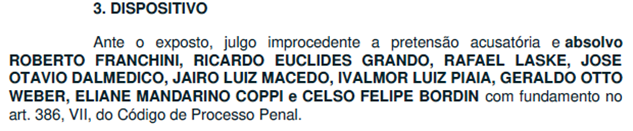 3. DISPOSITIVO
Ante o exposto, julgo improcedente a pretensão acusatória e absolvo
ROBERTO FRANCHINI, RICARDO EUCLIDES GRANDO, RAFAEL LASKE, JOSE
OTAVIO DALMEDICO, JAIRO LUIZ MACEDO, IVALMOR LUIZ PIAIA, GERALDO OTTO
WEBER, ELIANE MANDARINO COPPI e CELSO FELIPE BORDIN com fundamento no
art. 386, VII, do Código de Processo Penal.